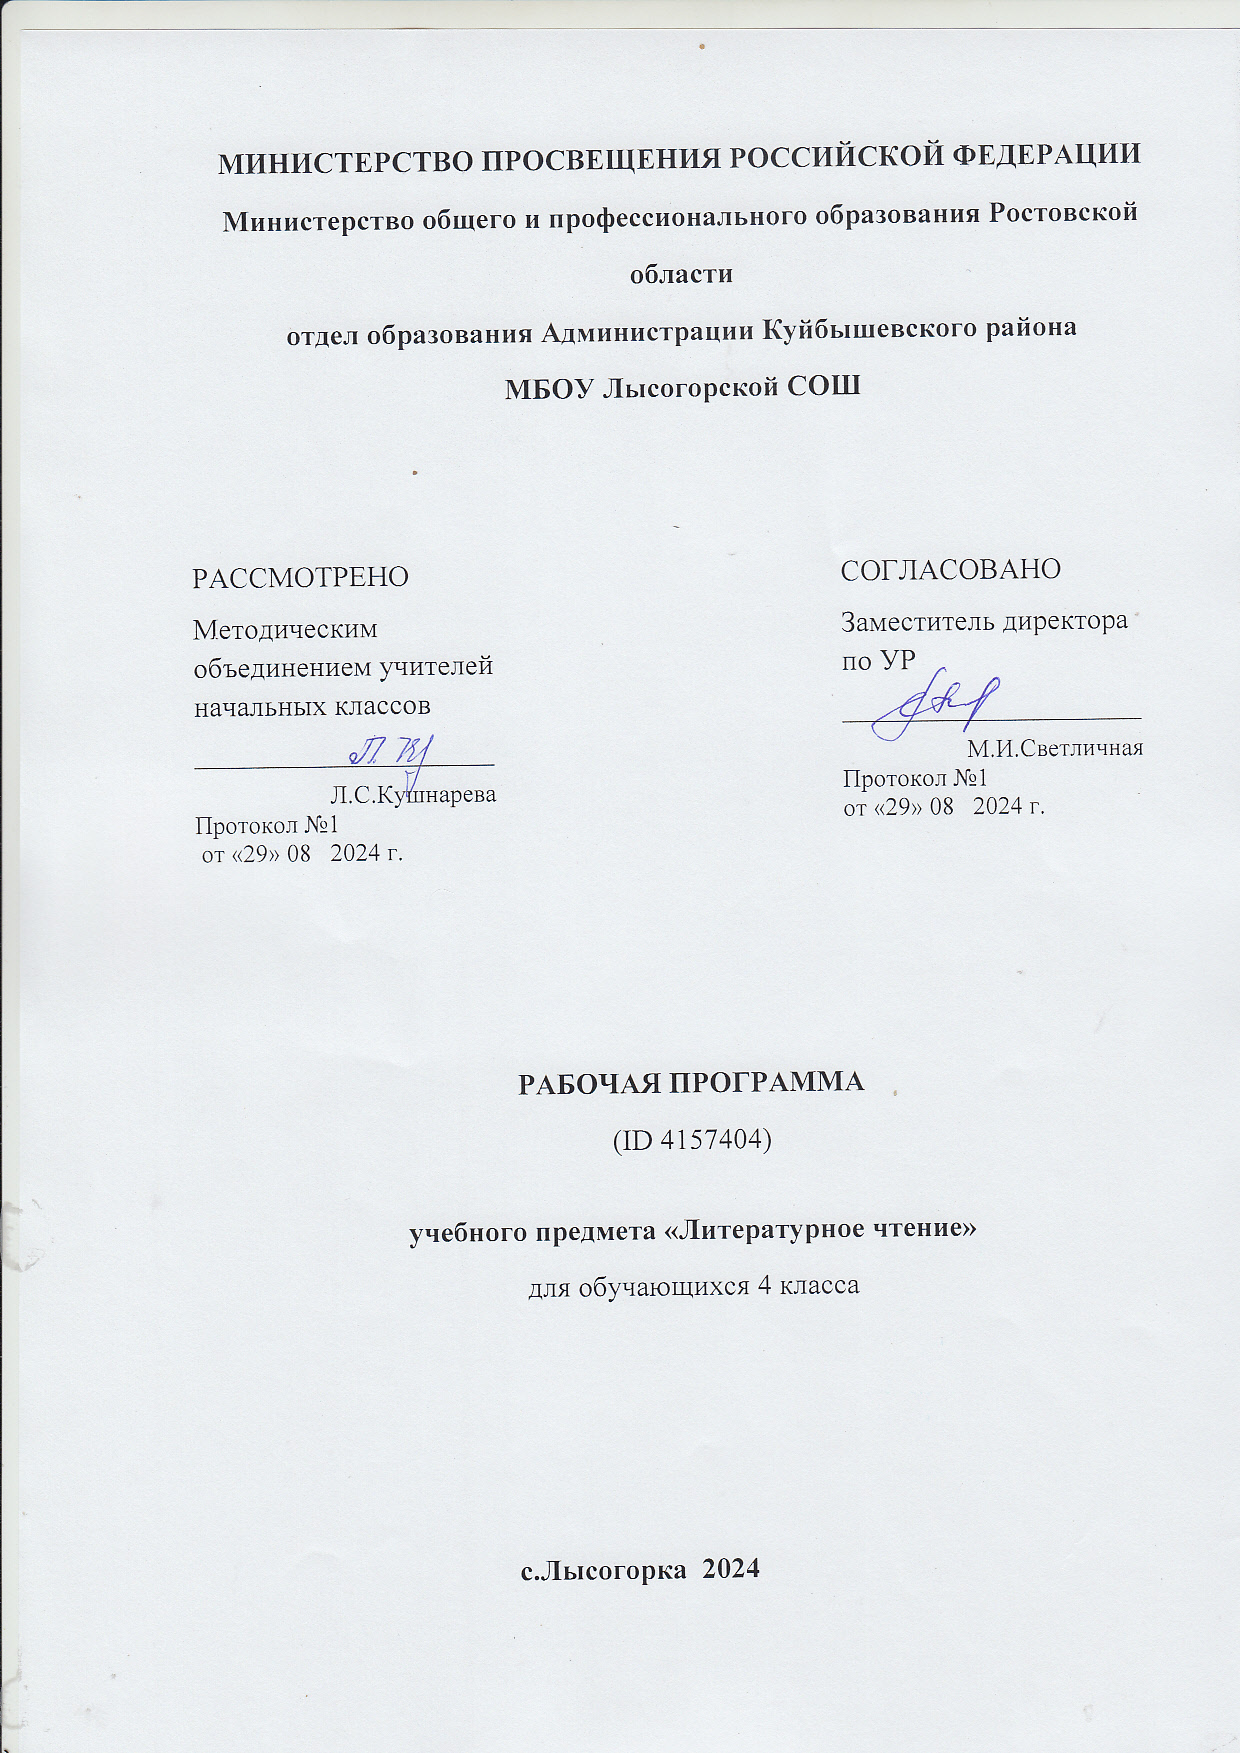 МИНИСТЕРСТВО ПРОСВЕЩЕНИЯ РОССИЙСКОЙ ФЕДЕРАЦИИ
Министерство общего и профессионального образования Ростовской
области
отдел образования Администрации Куйбышевского района
МБОУ Лысогорской СОШ
РАССМОТРЕНО
Методическим
объединением учителей
начальных классов
Л.С.Кушнарева
Протокол №1
от «29» 08 2024 г.
СОГЛАСОВАНО
Заместитель директора
по УР
М.И.Светличная
Протокол №1
от «29» 08 2024 г.
РАБОЧАЯ ПРОГРАММА
(ID 4157404)
учебного предмета «Литературное чтение»
для обучающихся 4 класса
с.Лысогорка 2024